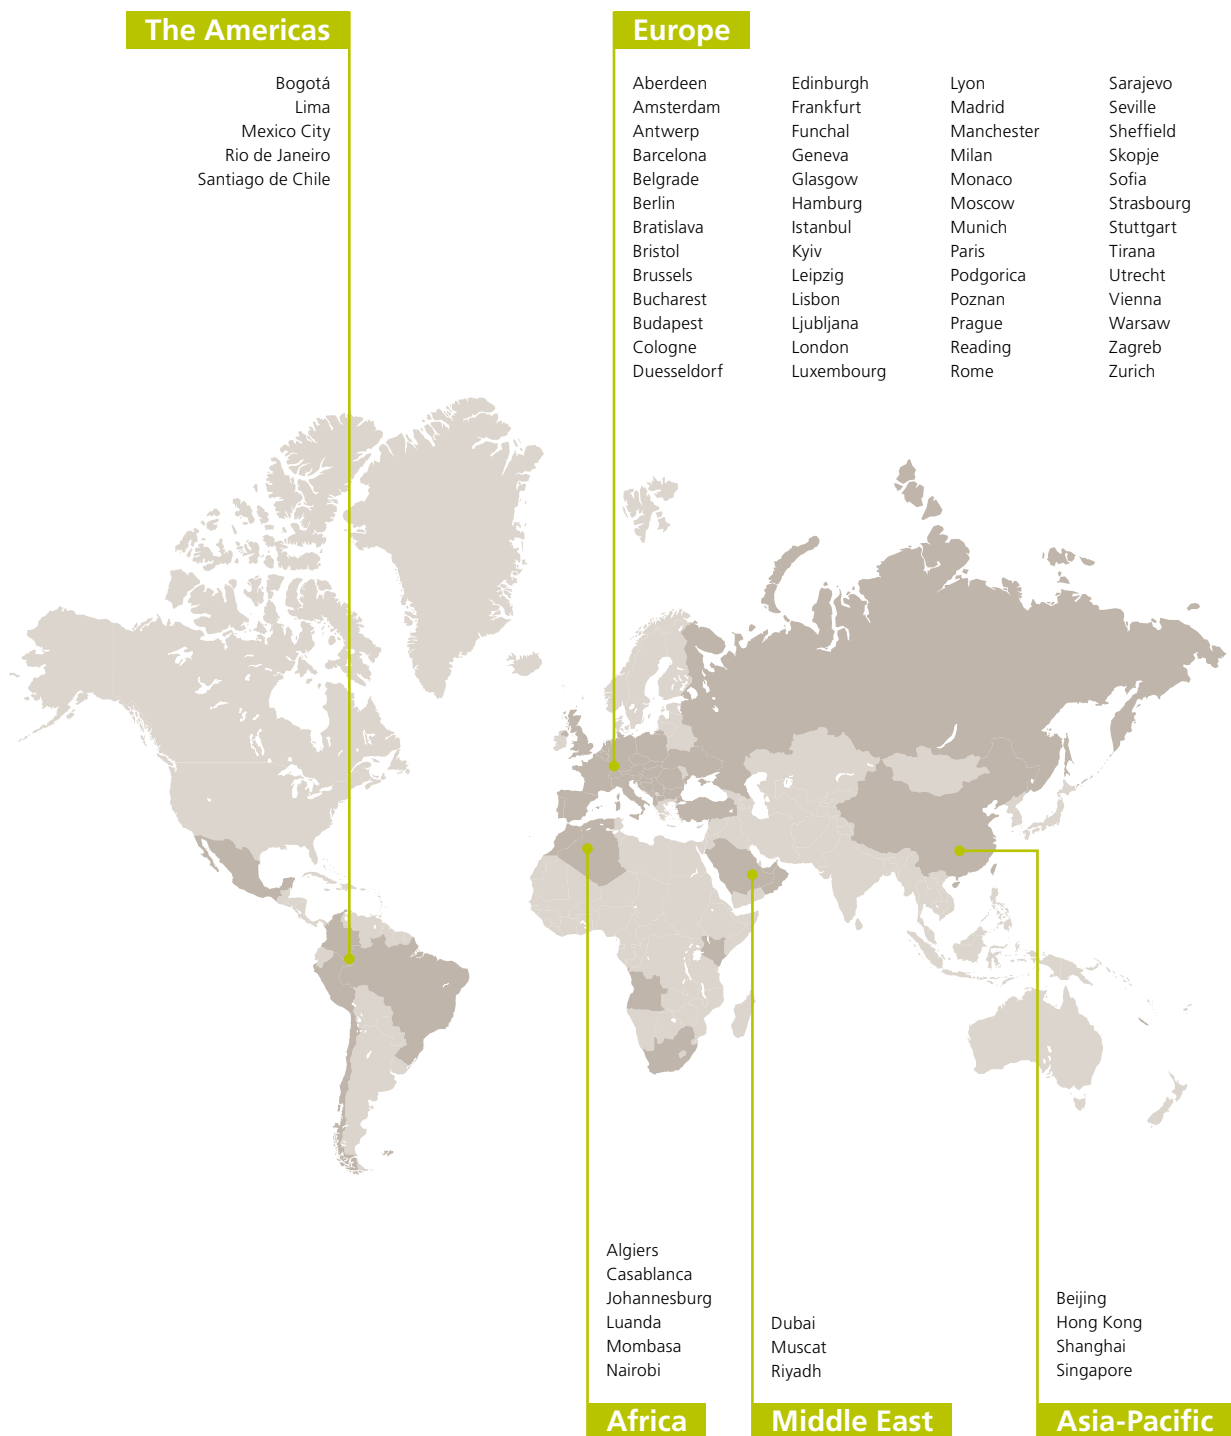 The Americas
Bogotá
Lima
Mexico City
Rio de Janeiro
Santiago de Chile
Europe
Aberdeen
Amsterdam
Antwerp
Barcelona
Belgrade
Berlin
Bratislava
Bristol
Brussels
Bucharest
Budapest
Cologne
Duesseldorf
Edinburgh
Frankfurt
Funchal
Geneva
Glasgow
Hamburg
Istanbul
Kyiv
Leipzig
Lisbon
Ljubljana
London
Luxembourg
Lyon
Madrid
Manchester
Milan
Monaco
Moscow
Munich
Paris
Podgorica
Poznan
Prague
Reading
Rome
Sarajevo
Seville
Sheffield
Skopje
Sofia
Strasbourg
Stuttgart
Tirana
Utrecht
Vienna
Warsaw
Zagreb
Zurich
Algiers
Casablanca
Johannesburg
Luanda
Mombasa
Nairobi
Africa
Dubai
Muscat
Riyadh
Middle East
Beijing
Hong Kong
Shanghai
Singapore
Asia-Pacific